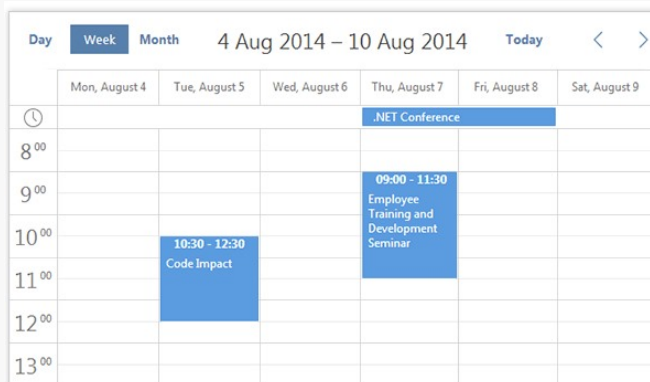 Day Week Month 4 Aug 2014 – 10 Aug 2014 Today
Mon, August 4 Tue, August 5 Wed, August 6 Thu, August 7 Fri, August 8 Sat, August 9
.NET Conference
8 00
9 00
09:00 - 11:30
Employee
Training and
Development
Seminar
10 00
10:30 - 12:30
Code Impact
11 00
12 00
13 00